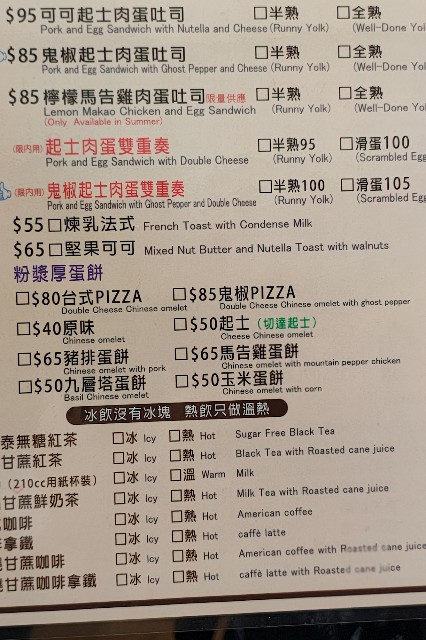 $95可可起士肉蛋吐司 □半熟 □全熟
Pork and Egg Sandwich with Nutella and Cheese (Runny Yolk) (Well-Done
$85鬼椒起士肉蛋吐司 □半熟 □全熟
Pork and Egg Sandwich with Ghost Pepper and Cheese (Runny Yolk) (Well-Done
$85檸檬馬告雞肉蛋吐司限量供應 □半熟 □全熟
Lemon Makao Chicken and Egg Sandwich (Runny Yolk) (Well-Done
(Only Available in Summer)
(限內用) 起士肉蛋雙重奏 □半熟95 □滑蛋100
Pork and Egg Sandwich with Double Cheese (Runny Yolk) (Scrambled
(限內用) 鬼椒起士肉蛋雙重奏 □半熟100 □滑蛋105
Pork and Egg Sandwich with Ghost Pepper and Double Cheese (Runny Yolk) (Scrambled
$55□煉乳法式 French Toast with Condense Milk
$65□堅果可可 Mixed Nut Butter and Nutella Toast with walnuts
粉漿厚蛋餅
□$80台式PIZZA □$85鬼椒PIZZA
Double Cheese Chinese omelet Double Cheese Chinese omelet with ghost pepper
□$40原味 □$50起士(切達起士)
Chinese omelet Cheese Chinese omelet
□$65豬排蛋餅 □$65馬告雞蛋餅
Chinese omelet with pork Chinese omelet with mountain pepper chicken
□$50九層塔蛋餅 □$50玉米蛋餅
Basil Chinese omelet Chinese omelet with corn
冰飲沒有冰塊 熱飲只做溫熱
泰無糖紅茶 □冰 Icy □熱 Hot Sugar Free Black Tea
甘蔗紅茶 □冰 Icy □熱 Hot Black Tea with Roasted cane juice
(210cc用紙杯裝) □冰 Icy □溫 Warm Milk
甘蔗鮮奶茶 □冰 Icy □熱 Hot Milk Tea with Roasted cane juice
咖啡 □冰 Icy □熱 Hot American coffee
拿鐵 □冰 Icy □熱 Hot caffè latte
甘蔗咖啡 □冰 Icy □熱 Hot American coffee with Roasted cane juice
甘蔗咖啡拿鐵 □冰 Icy □熱 Hot caffè latte with Roasted cane juice